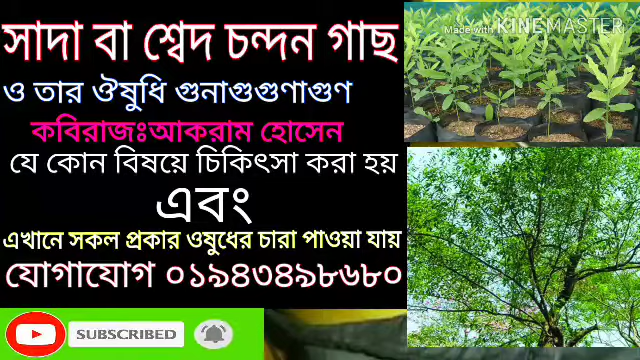 সাদা বা শ্বেদ চন্দন গাছ
ও তার ঔষুধি গুনাগুগুণাগুণ
কবিরাজঃআকরাম হোসেন
যে কোন বিষয়ে চিকিৎসা করা হয়
এবং
এখানে সকল প্রকার ওষুধের চারা পাওয়া যায়
যোগাযোগ ০১৯৪৩৪৯৮৬৮০
Made with KINEMASTER
SUBSCRIBED